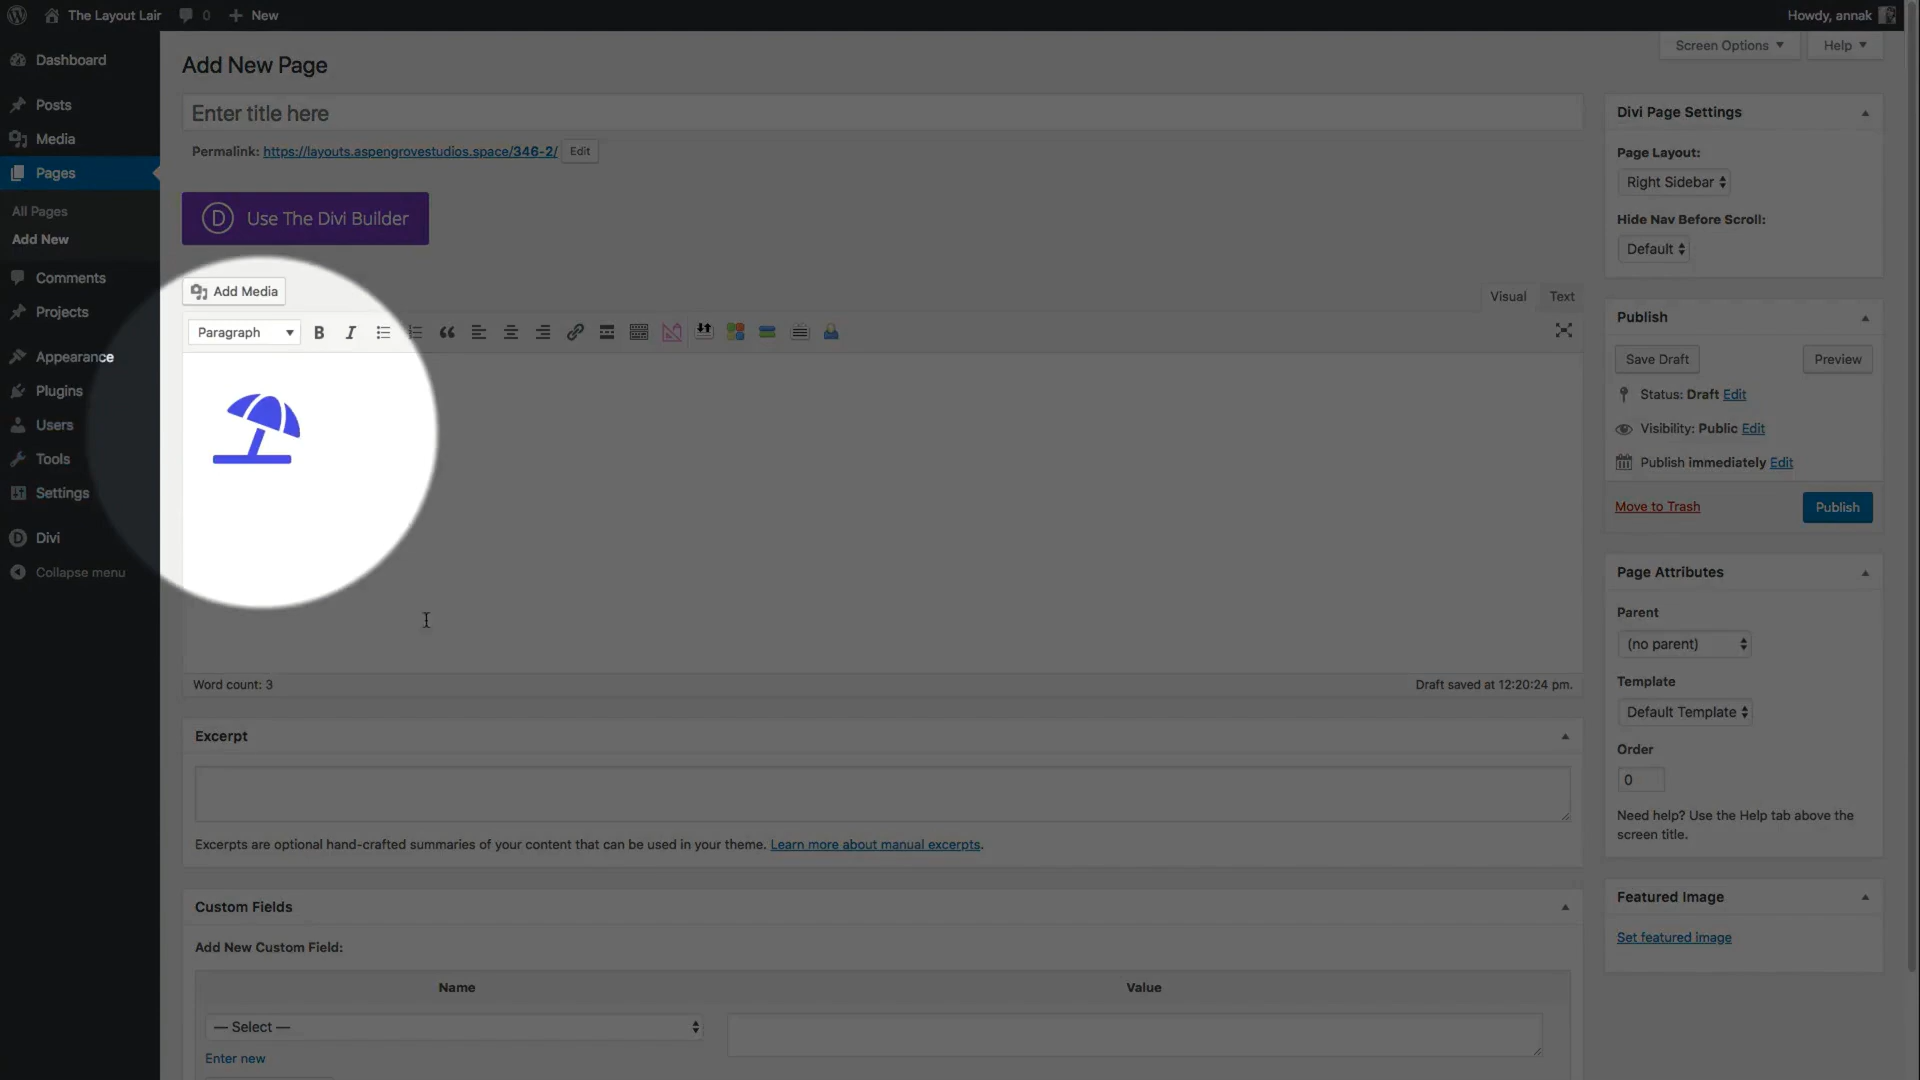 The Layout Lair
0
New
Howdy, annak
Dashboard
Posts
Media
Pages
All Pages
Add New
Comments
Projects
Appearance
Plugins
Users
Tools
Settings
Divi
Collapse menu
Screen Options
Help
Add New Page
Enter title here
Permalink: https://layouts.aspengrovestudios.space/346-2/ Edit
D Use The Divi Builder
Add Media
Visual
Text
Paragraph
B I
Word count: 3
Draft saved at 12:20:24 pm.
Excerpt
Excerpts are optional hand-crafted summaries of your content that can be used in your theme. Learn more about manual excerpts.
Custom Fields
Add New Custom Field:
Name
Value
— Select —
Enter new
Divi Page Settings
Page Layout:
Right Sidebar
Hide Nav Before Scroll:
Default
Publish
Save Draft
Preview
Status: Draft Edit
Visibility: Public Edit
Publish immediately Edit
Move to Trash
Publish
Page Attributes
Parent
(no parent)
Template
Default Template
Order
0
Need help? Use the Help tab above the
screen title.
Featured Image
Set featured image